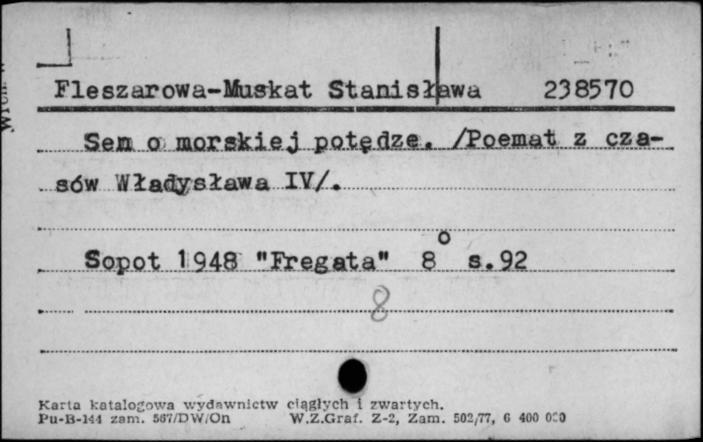 Fleszarowa-Muskat Stanisława 238570
Sen o morskiej potędze. /Poemat z cza-
sów Władysława IV/.
Sopot 1948 "Fregata" 8° s.92
8
Karta katalogowa wydawnictw ciągłych i zwartych.
Pu-B-144 zam. 567/DW/On W.Z.Graf. Z-2, Zam. 502/77, 6 400 000